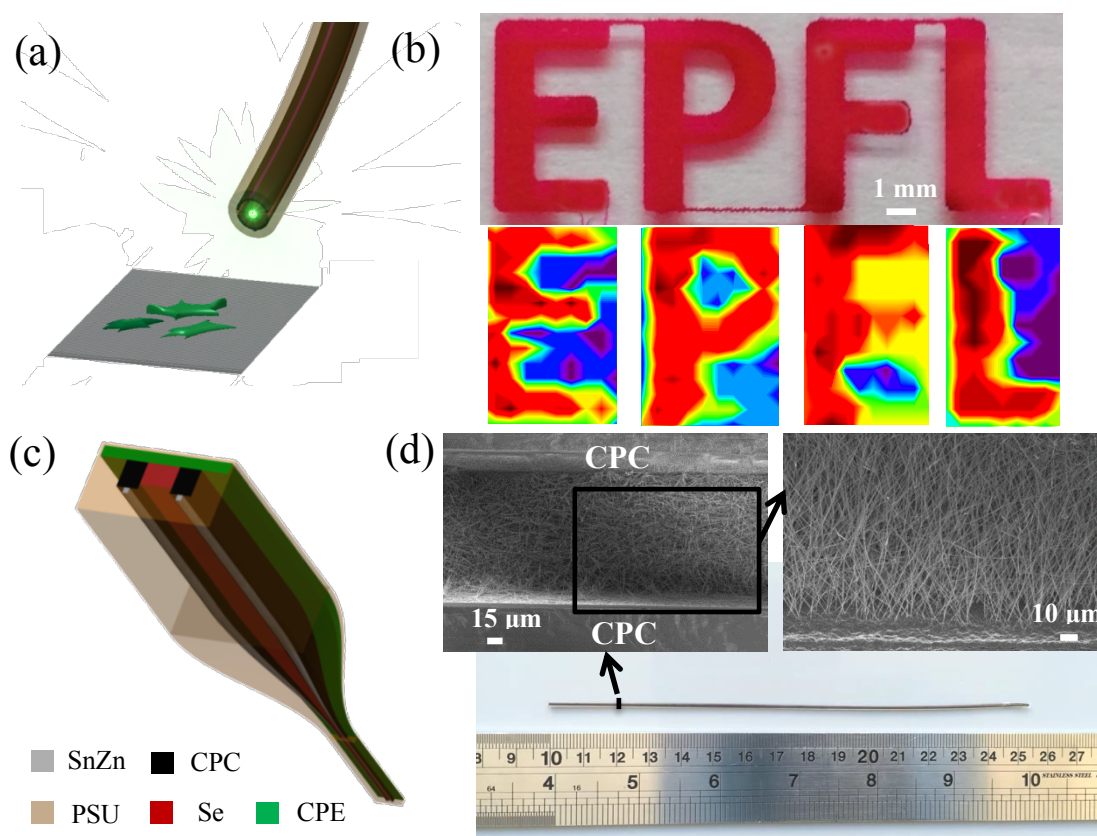 (a)
(b)
EPFL
1 mm
(c)
SnZn
CPC
PSU
Se
CPE
(d)
CPC
15 µm
CPC
10 µm
8 9 10 11 12 13 14 15 16 17 18 19 20 21 22 23 24 25 26 27
4 5 6 7 8 9 10 STAINLESS STEEL
64 16